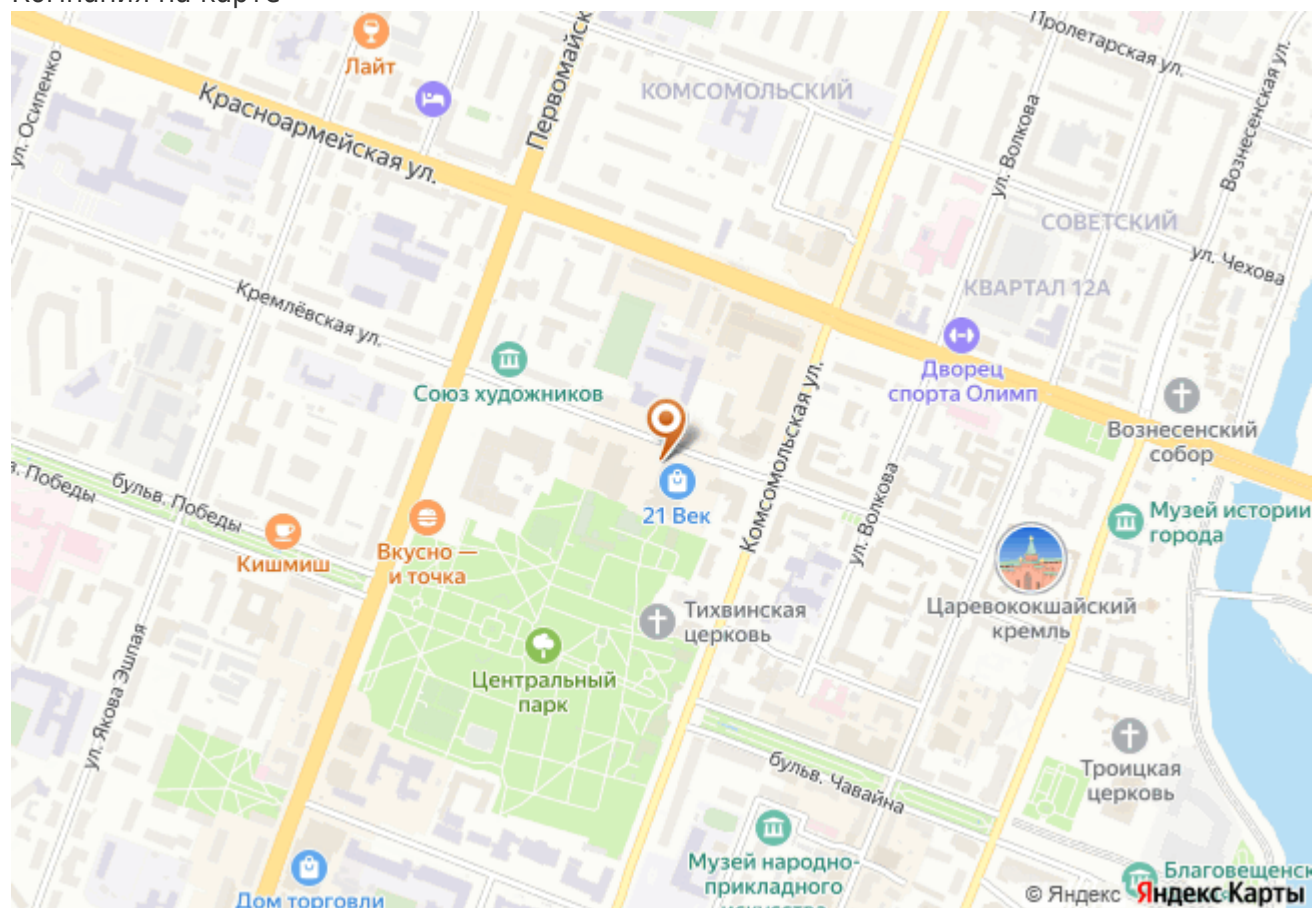 Пролетарская ул.
Лайт
КОМСОМОЛЬСКИЙ
ул. Осипенко
Красноармейская ул.
Первомайск
ул. Волкова
Вознесенская ул.
СОВЕТСКИЙ
ул. Чехова
КВАРТАЛ 12А
Кремлёвская ул.
Союз художников
Дворец
спорта Олимп
Вознесенский
собор
Комсомольская ул.
в. Победы
бульв. Победы
21 Век
ул. Волкова
Музей истории
города
Кишмиш
Вкусно —
и точка
Тихвинская
церковь
Царевококшайский
кремль
ул. Якова Эшпая
Центральный
парк
бульв. Чавайна
Троицкая
церковь
Музей народно-
прикладного
Дом торговли
Благовещенск
© Яндекс Яндекс Карты